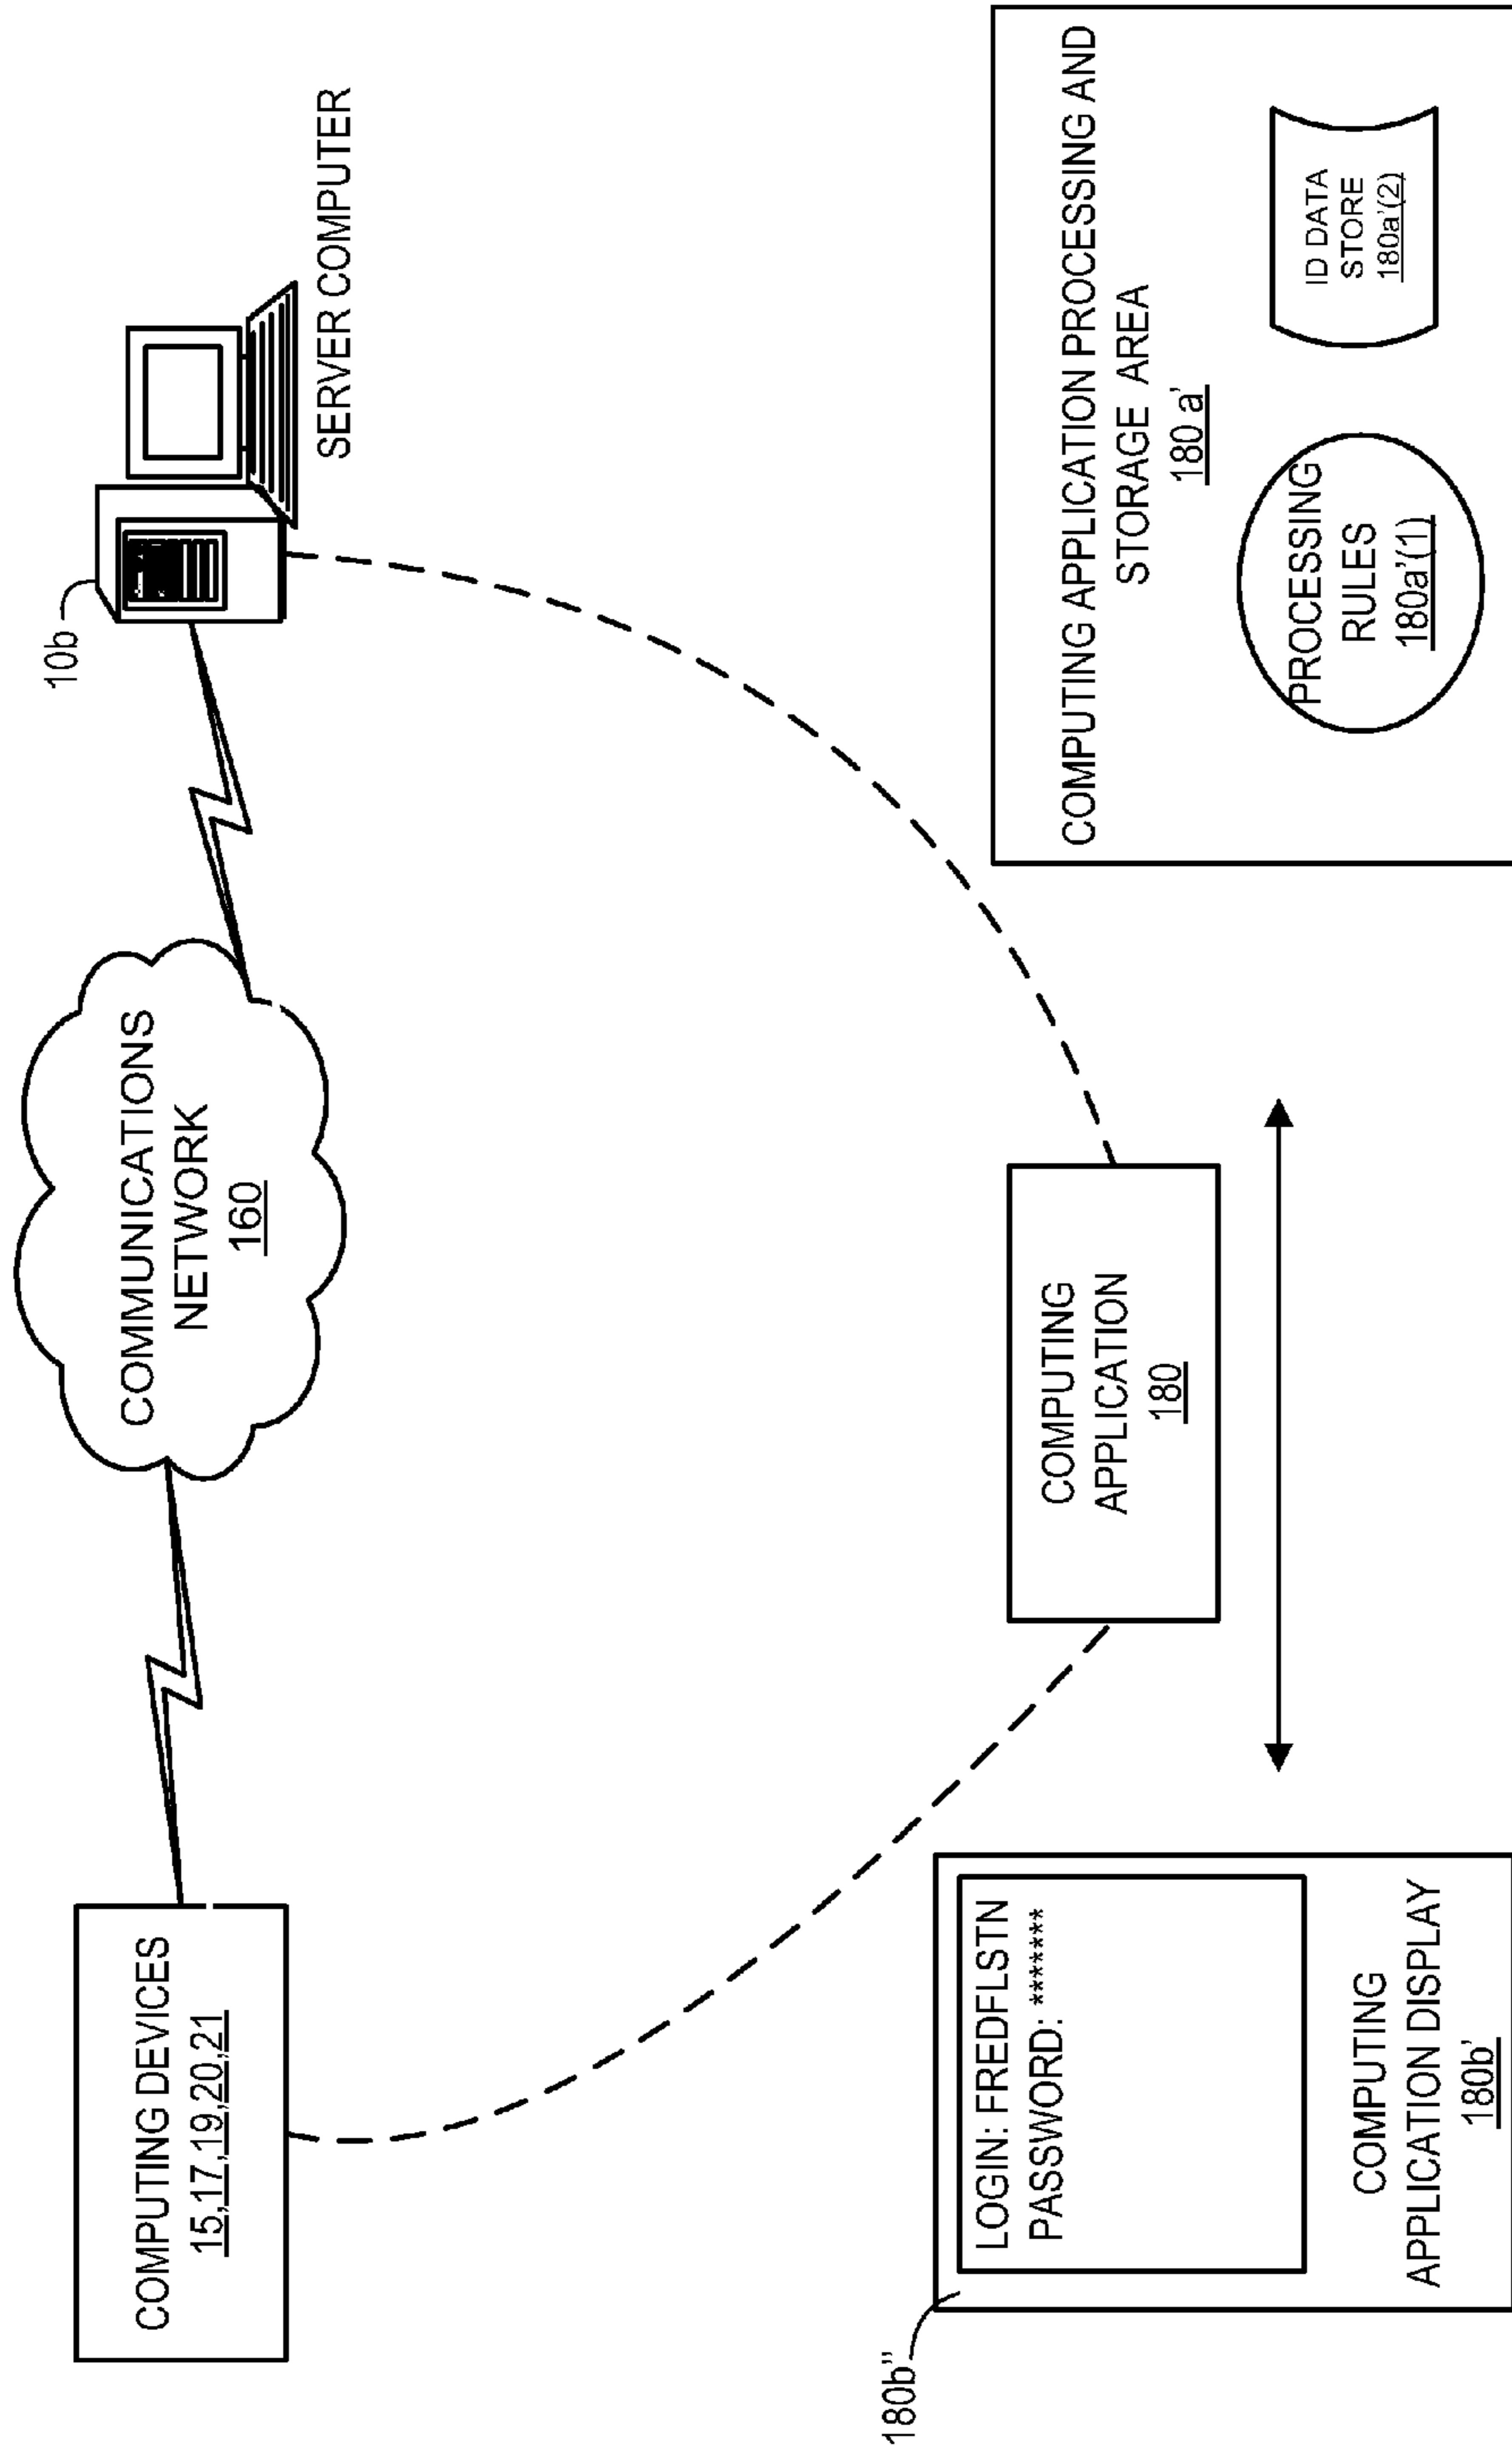 COMPUTING DEVICES
15,17,19,20,21
COMMUNICATIONS
NETWORK
160
10b
SERVER COMPUTER
COMPUTING
APPLICATION
180
180b"
LOGIN: FREDFLSTN
PASSWORD: *******
COMPUTING
APPLICATION DISPLAY
180b'
COMPUTING APPLICATION PROCESSING AND
STORAGE AREA
180 a'
PROCESSING
RULES
180a'(1)
ID DATA
STORE
180a'(2)